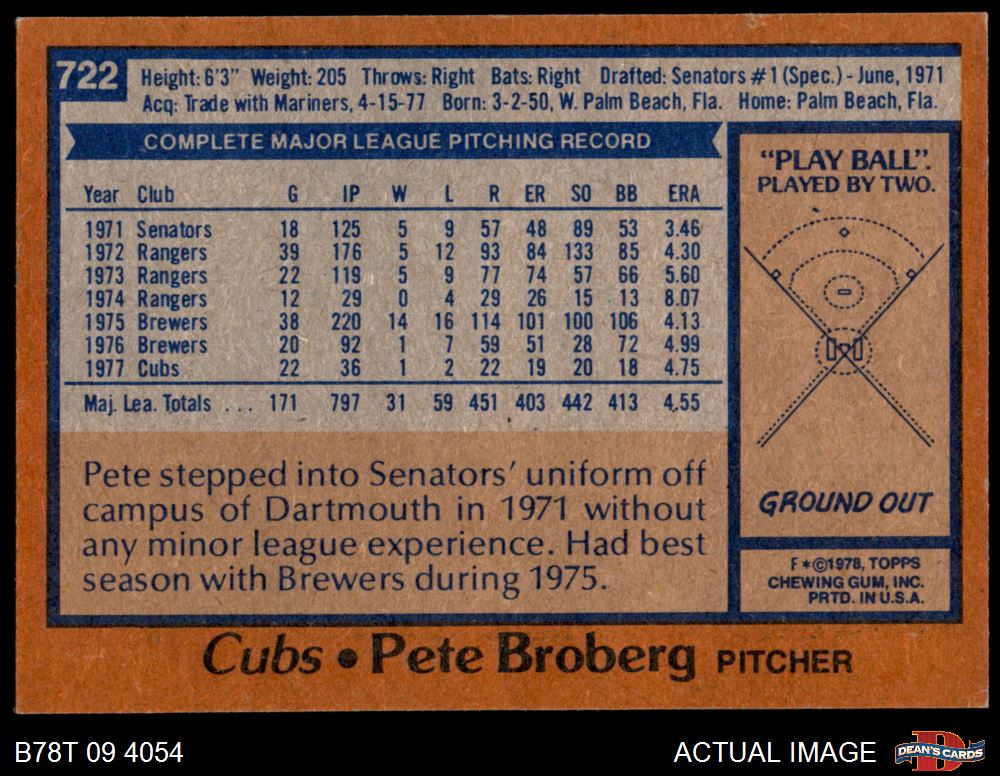 722
Height: 6'3" Weight: 205 Throws: Right Bats: Right Drafted: Senators #1 (Spec.) - June, 1971
Acq: Trade with Mariners, 4-15-77 Born: 3-2-50, W. Palm Beach, Fla. Home: Palm Beach, Fla.
COMPLETE MAJOR LEAGUE PITCHING RECORD
Year Club G IP W L R ER SO BB ERA
1971 Senators 18 125 5 9 57 48 89 53 3.46
1972 Rangers 39 176 5 12 93 84 133 85 4.30
1973 Rangers 22 119 5 9 77 74 57 66 5.60
1974 Rangers 12 29 0 4 29 26 15 13 8.07
1975 Brewers 38 220 14 16 114 101 100 106 4.13
1976 Brewers 20 92 1 7 59 51 28 72 4.99
1977 Cubs 22 36 1 2 22 19 20 18 4.75
Maj. Lea. Totals ... 171 797 31 59 451 403 442 413 4.55
Pete stepped into Senators' uniform off
campus of Dartmouth in 1971 without
any minor league experience. Had best
season with Brewers during 1975.
"PLAY BALL".
PLAYED BY TWO.
GROUND OUT
F*©1978, TOPPS
CHEWING GUM, INC.
PRTD. IN U.S.A.
Cubs • Pete Broberg PITCHER
B78T 09 4054
ACTUAL IMAGE
D
DEAN'S CARDS